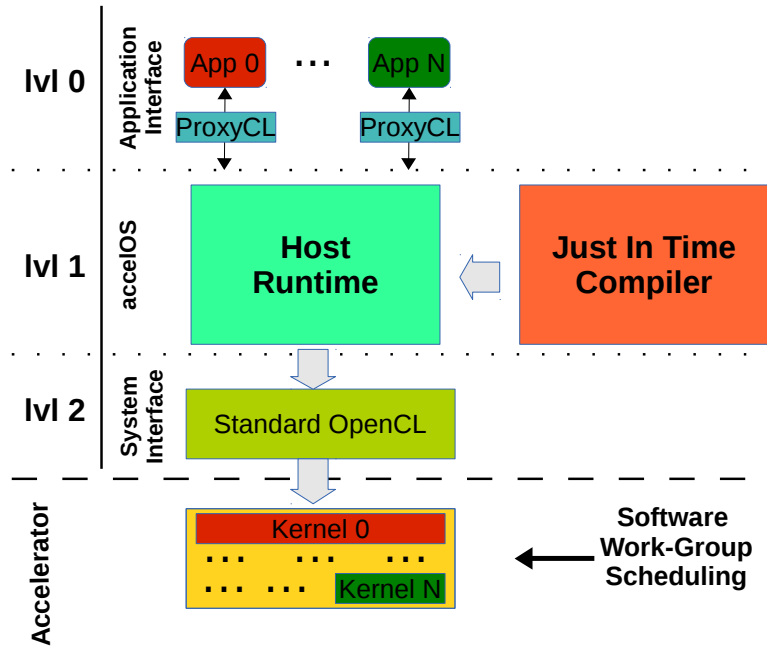 lvl 0
Application
Interface
App 0
...
App N
ProxyCL
ProxyCL
lvl 1
accelOS
Host
Runtime
Just In Time
Compiler
lvl 2
System
Interface
Standard OpenCL
Accelerator
Kernel 0
... ... ...
... ...
Kernel N
Software
Work-Group
Scheduling